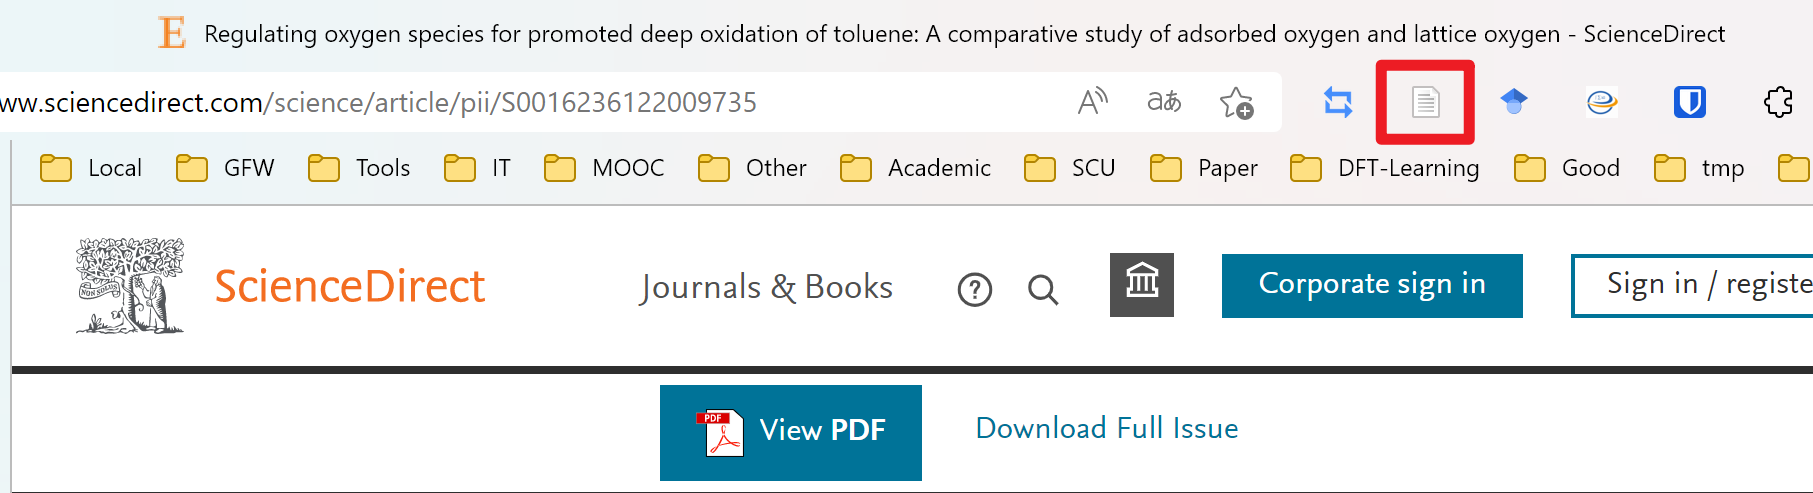 E Regulating oxygen species for promoted deep oxidation of toluene: A comparative study of adsorbed oxygen and lattice oxygen - ScienceDirect
ww.sciencedirect.com/science/article/pii/S0016236122009735 A aあ
Local GFW Tools IT MOOC Other Academic SCU Paper DFT-Learning Good tmp
NON SOLUS
ScienceDirect Journals & Books ? Corporate sign in Sign in / registe
PDF View PDF Download Full Issue